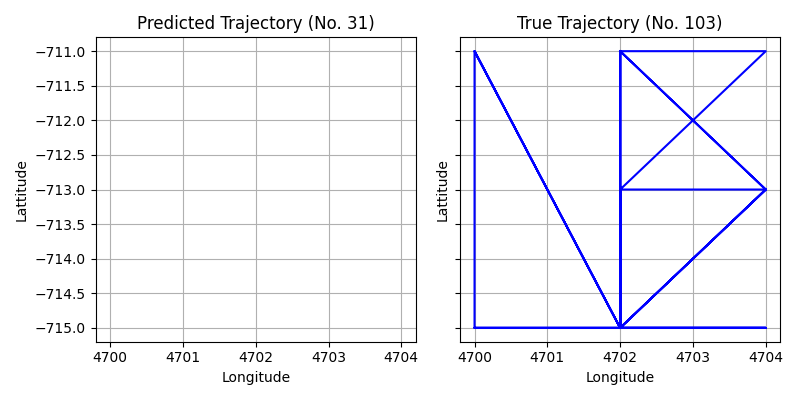 Predicted Trajectory (No. 31)
True Trajectory (No. 103)
−711.0
−711.5
−712.0
−712.5
−713.0
−713.5
−714.0
−714.5
−715.0
Lattitude
Lattitude
4700 4701 4702 4703 4704
4700 4701 4702 4703 4704
Longitude
Longitude